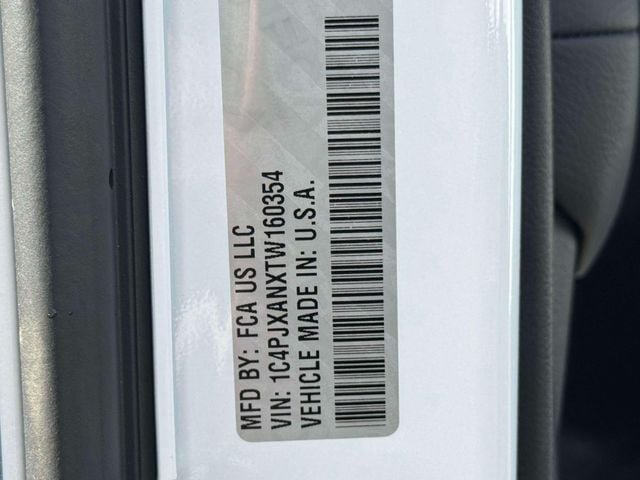 MFD BY: FCA US LLC
VIN: 1C4PJXANXTW160354
VEHICLE MADE IN: U.S.A.